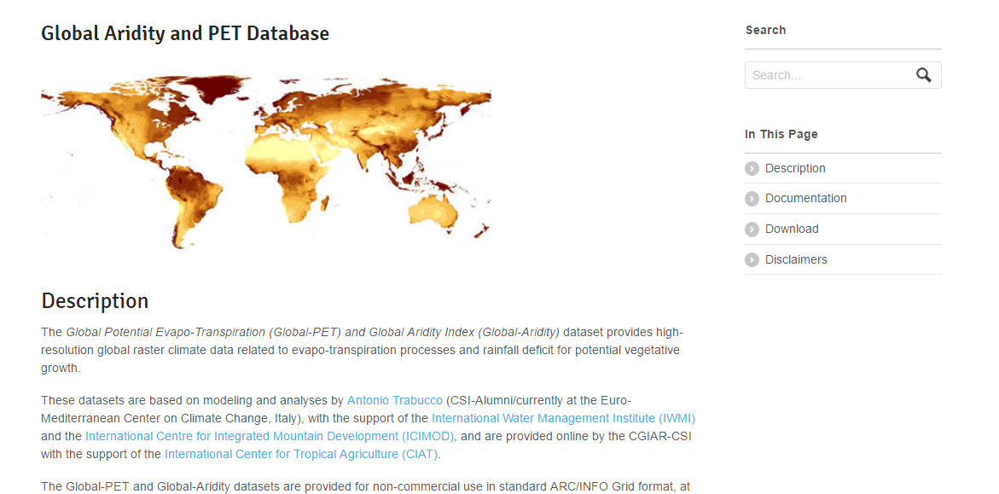 Global Aridity and PET Database
Description
The Global Potential Evapo-Transpiration (Global-PET) and Global Aridity Index (Global-Aridity) dataset provides high-
resolution global raster climate data related to evapo-transpiration processes and rainfall deficit for potential vegetative
growth.
These datasets are based on modeling and analyses by Antonio Trabucco (CSI-Alumni/currently at the Euro-
Mediterranean Center on Climate Change, Italy), with the support of the International Water Management Institute (IWMI)
and the International Centre for Integrated Mountain Development (ICIMOD), and are provided online by the CGIAR-CSI
with the support of the International Center for Tropical Agriculture (CIAT).
The Global-PET and Global-Aridity datasets are provided for non-commercial use in standard ARC/INFO Grid format, at
Search
Search...
In This Page
Description
Documentation
Download
Disclaimers